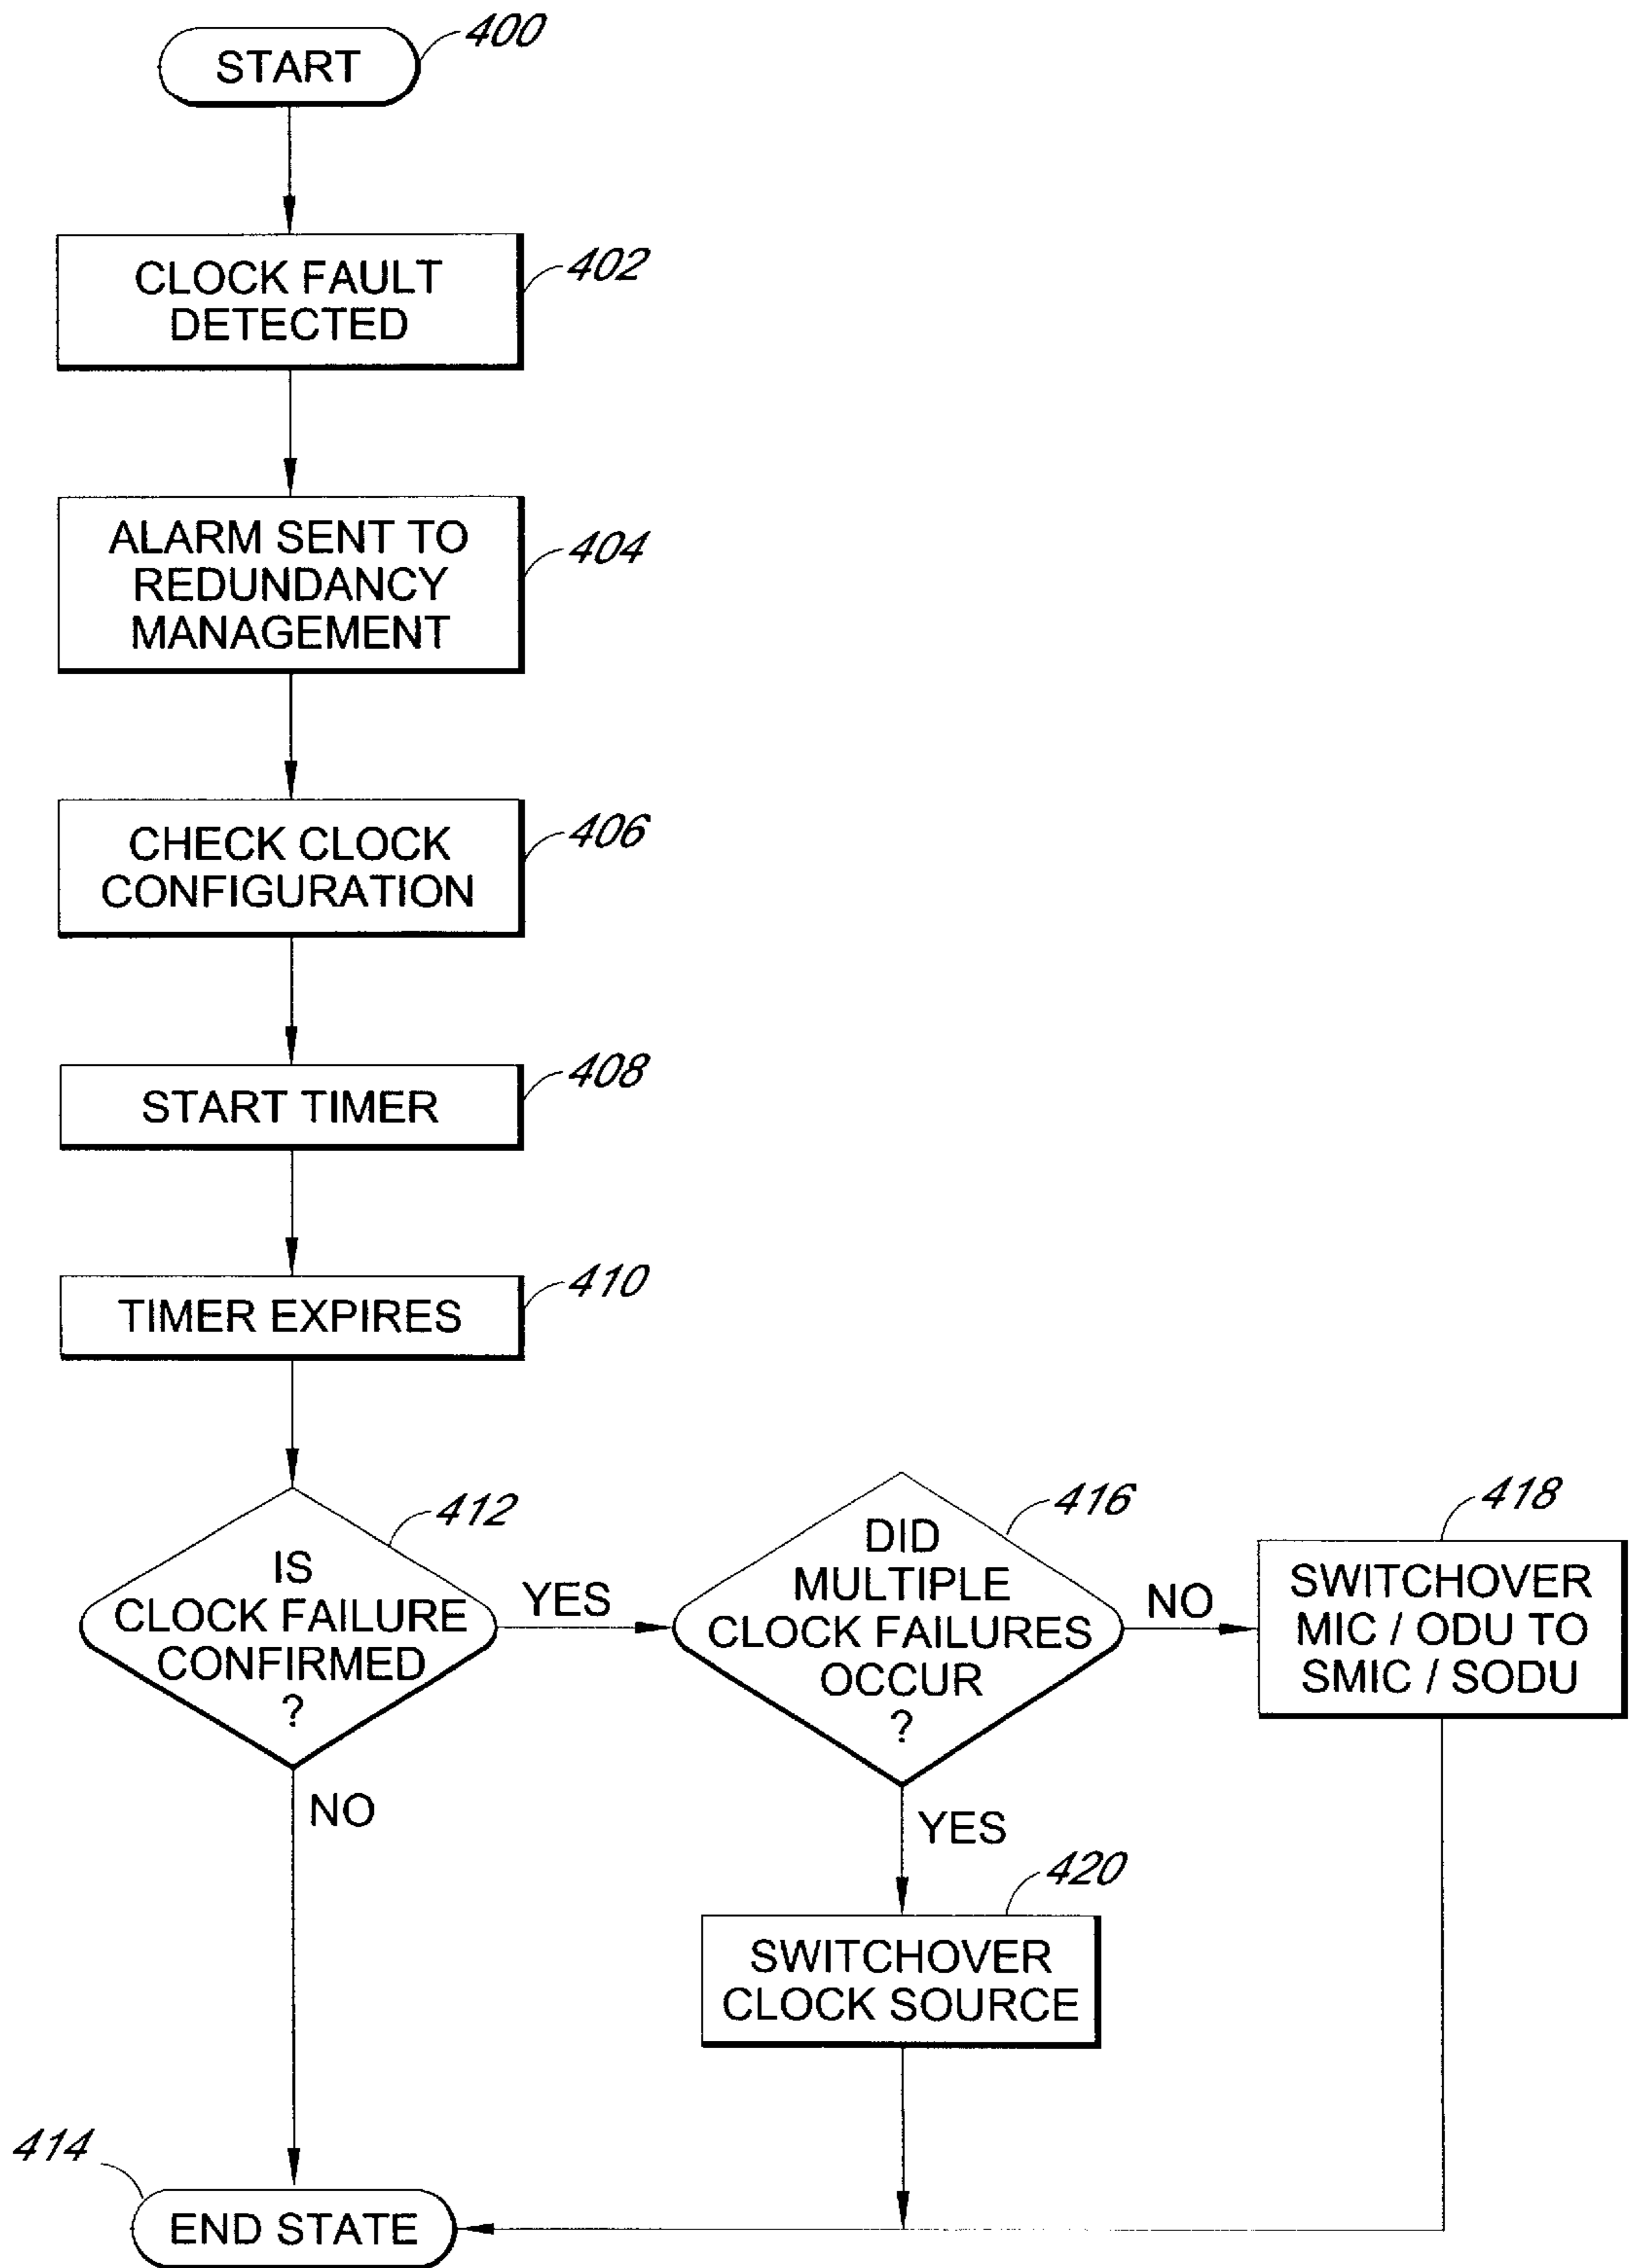 START
400
CLOCK FAULT
DETECTED
402
ALARM SENT TO
REDUNDANCY
MANAGEMENT
404
CHECK CLOCK
CONFIGURATION
406
START TIMER
408
TIMER EXPIRES
410
IS
CLOCK FAILURE
CONFIRMED
?
412
YES
NO
DID
MULTIPLE
CLOCK FAILURES
OCCUR
?
416
NO
YES
SWITCHOVER
MIC / ODU TO
SMIC / SODU
418
SWITCHOVER
CLOCK SOURCE
420
END STATE
414